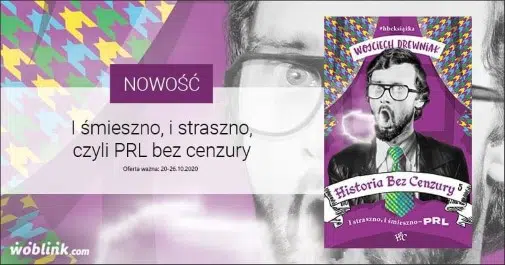 NOWOŚĆ
I śmieszno, i straszno,
czyli PRL bez cenzury
Oferta ważna: 20-26.10.2020
woblink.com
#hbcksiążka
WOJCIECH DREWNIAK
Historia Bez Cenzury 5
I straszno, i śmieszno – PRL